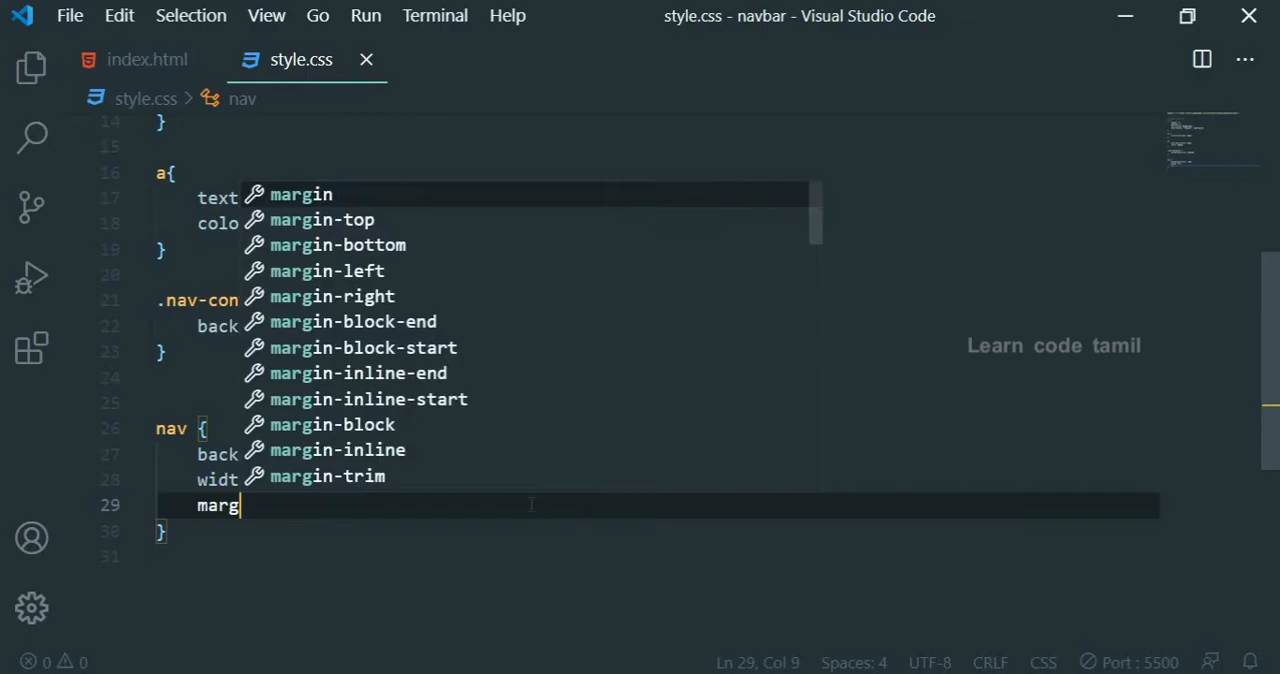 File Edit Selection View Go Run Terminal Help style.css - navbar - Visual Studio Code
index.html style.css
style.css > nav
14 }
15
16 a{
17 text margin
18 colo margin-top
19 } margin-bottom
20 margin-left
21 .nav-con margin-right
22 back margin-block-end
23 } margin-block-start
24 margin-inline-end
25 margin-inline-start
26 nav { margin-block
27 back margin-inline
28 widt margin-trim
29 marg
30 }
31
Learn code tamil
0 0 Ln 29, Col 9 Spaces: 4 UTF-8 CRLF CSS Port : 5500